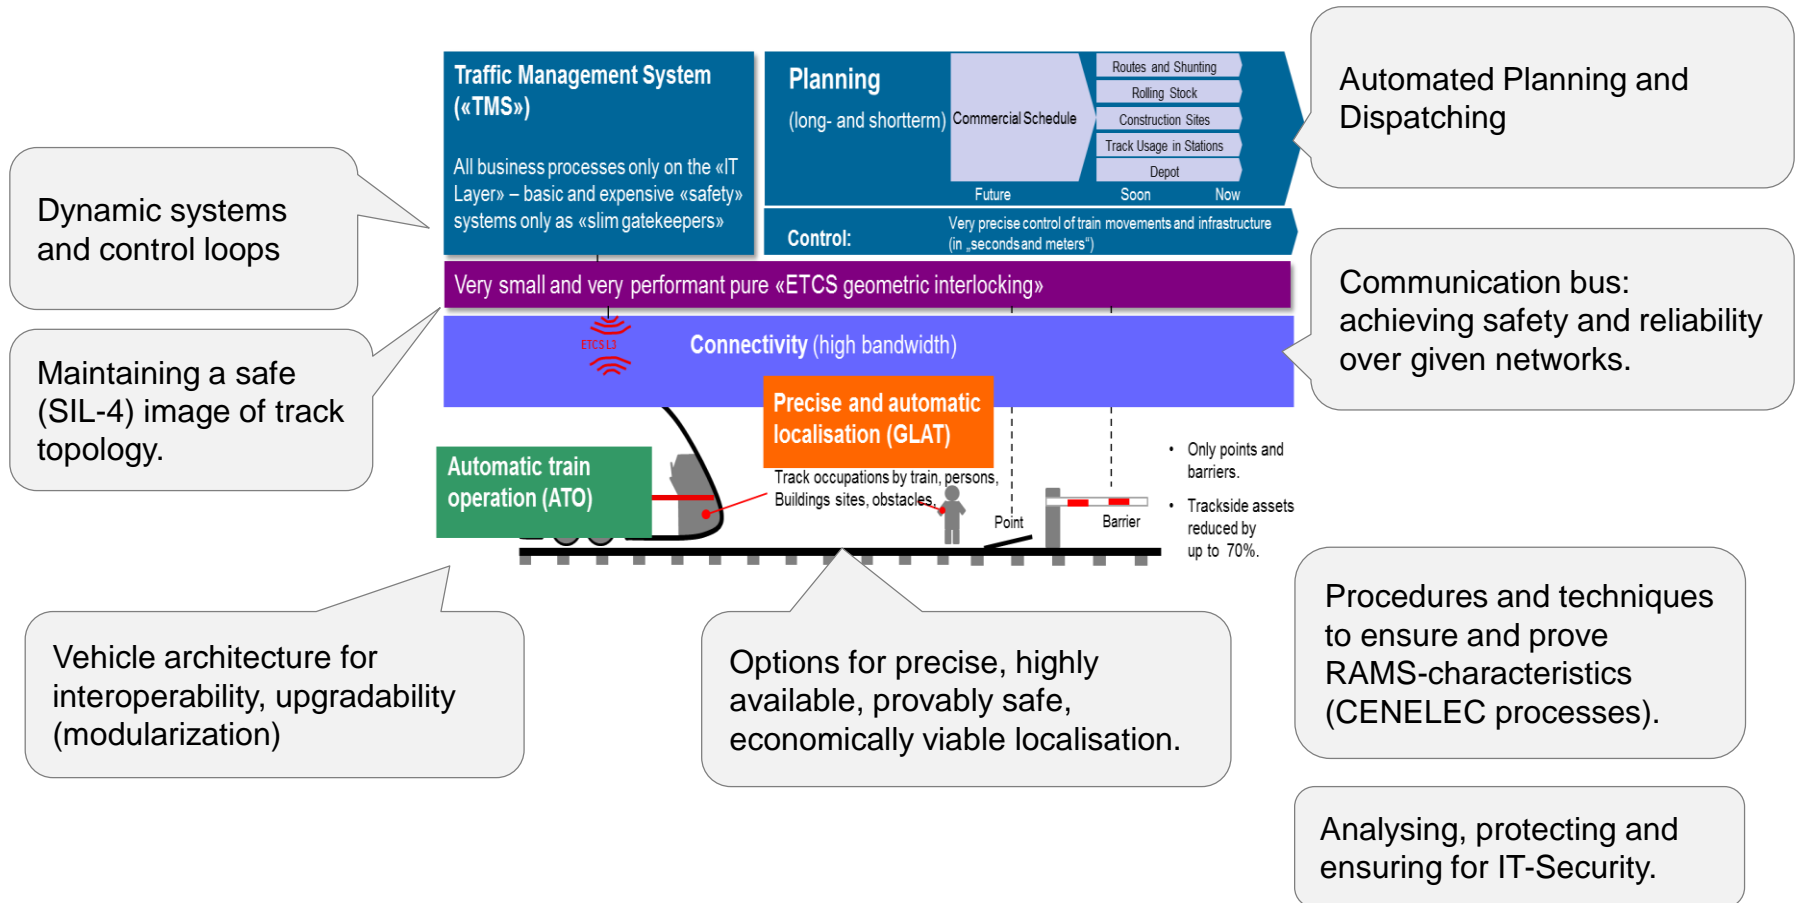 Traffic Management System
(«TMS»)
All business processes only on the «IT
Layer» – basic and expensive «safety»
systems only as «slim gatekeepers»
Planning
(long- and shortterm)
Commercial Schedule
Routes and Shunting
Rolling Stock
Construction Sites
Track Usage in Stations
Depot
Future
Soon
Now
Control:
Very precise control of train movements and infrastructure
(in „seconds and meters“)
Automated Planning and
Dispatching
Dynamic systems
and control loops
Very small and very performant pure «ETCS geometric interlocking»
Communication bus:
achieving safety and reliability
over given networks.
Maintaining a safe
(SIL-4) image of track
topology.
ETCS L3
Connectivity (high bandwidth)
Precise and automatic
localisation (GLAT)
Automatic train
operation (ATO)
Track occupations by train, persons,
Buildings sites, obstacles,
Point
Barrier
• Only points and
barriers.
• Trackside assets
reduced by
up to 70%.
Vehicle architecture for
interoperability, upgradability
(modularization)
Options for precise, highly
available, provably safe,
economically viable localisation.
Procedures and techniques
to ensure and prove
RAMS-characteristics
(CENELEC processes).
Analysing, protecting and
ensuring for IT-Security.